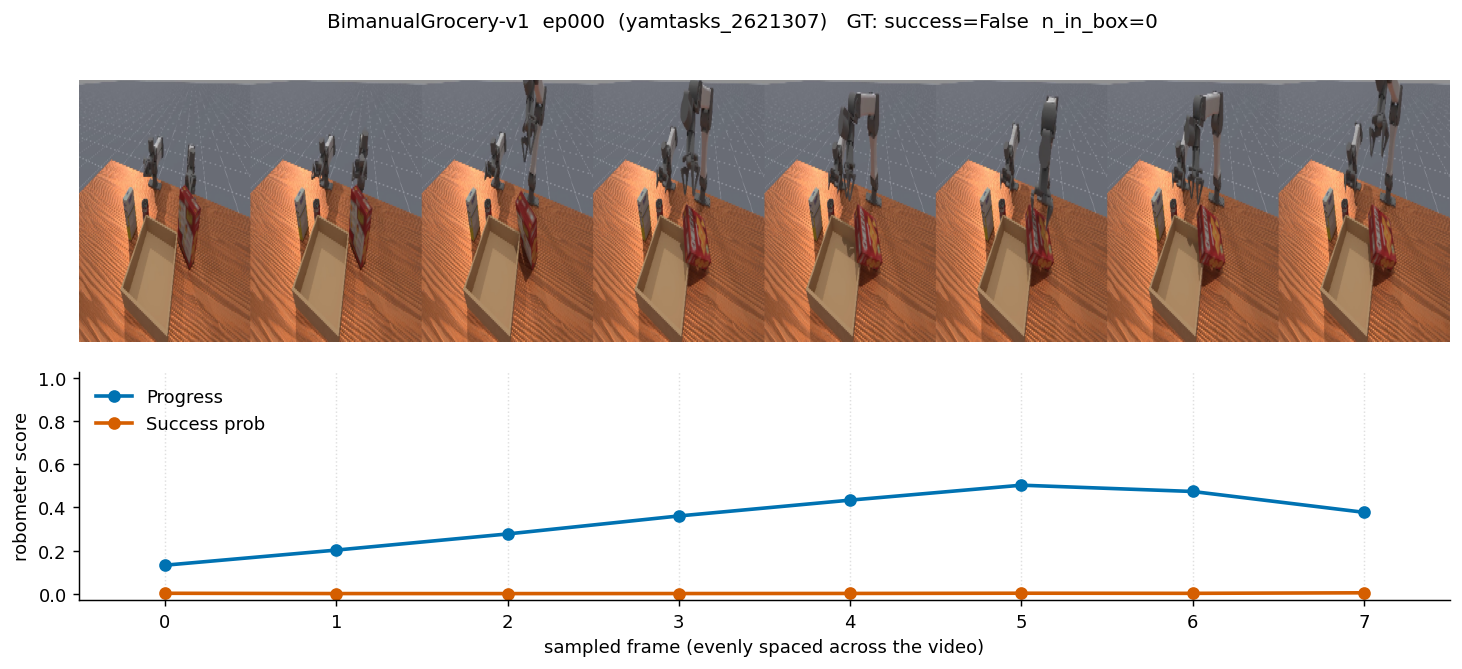 BimanualGrocery-v1 ep000 (yamtasks_2621307) GT: success=False n_in_box=0
1.0
0.8
0.6
0.4
0.2
0.0
robometer score
Progress
Success prob
0 1 2 3 4 5 6 7
sampled frame (evenly spaced across the video)